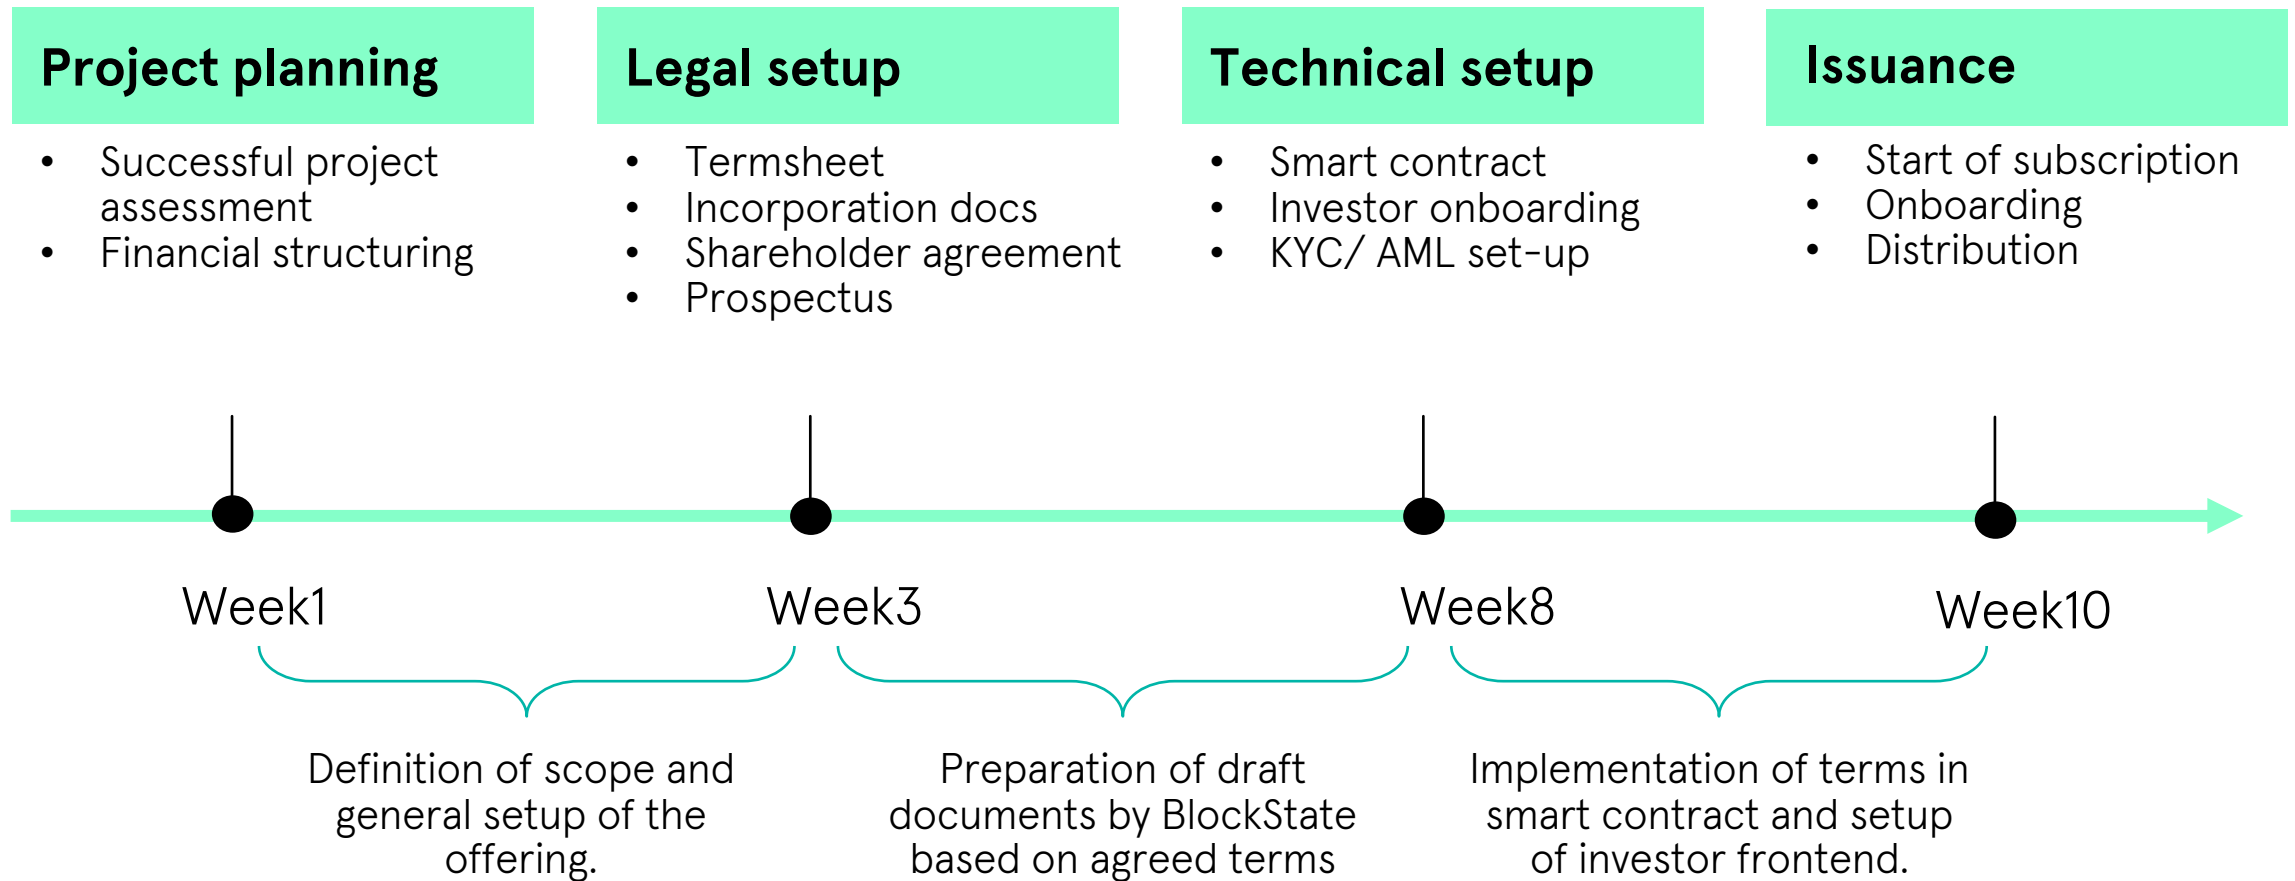 Project planning
• Successful project
assessment
• Financial structuring
Legal setup
• Termsheet
• Incorporation docs
• Shareholder agreement
• Prospectus
Technical setup
• Smart contract
• Investor onboarding
• KYC/ AML set-up
Issuance
• Start of subscription
• Onboarding
• Distribution
Week1
Week3
Week8
Week10
Definition of scope and
general setup of the
offering.
Preparation of draft
documents by BlockState
based on agreed terms
Implementation of terms in
smart contract and setup
of investor frontend.